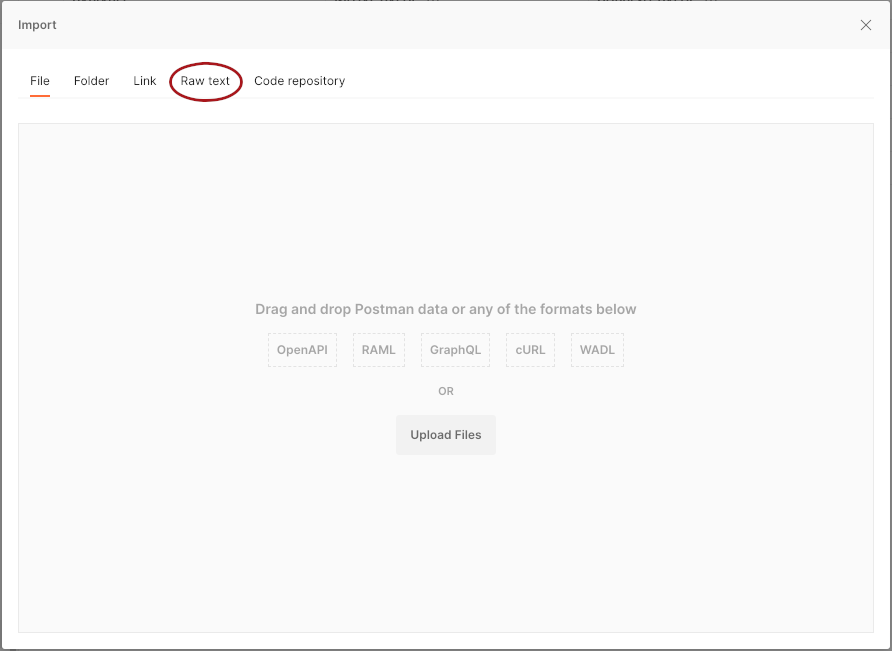 Import
File Folder Link Raw text Code repository
Drag and drop Postman data or any of the formats below
OpenAPI RAML GraphQL cURL WADL
OR
Upload Files